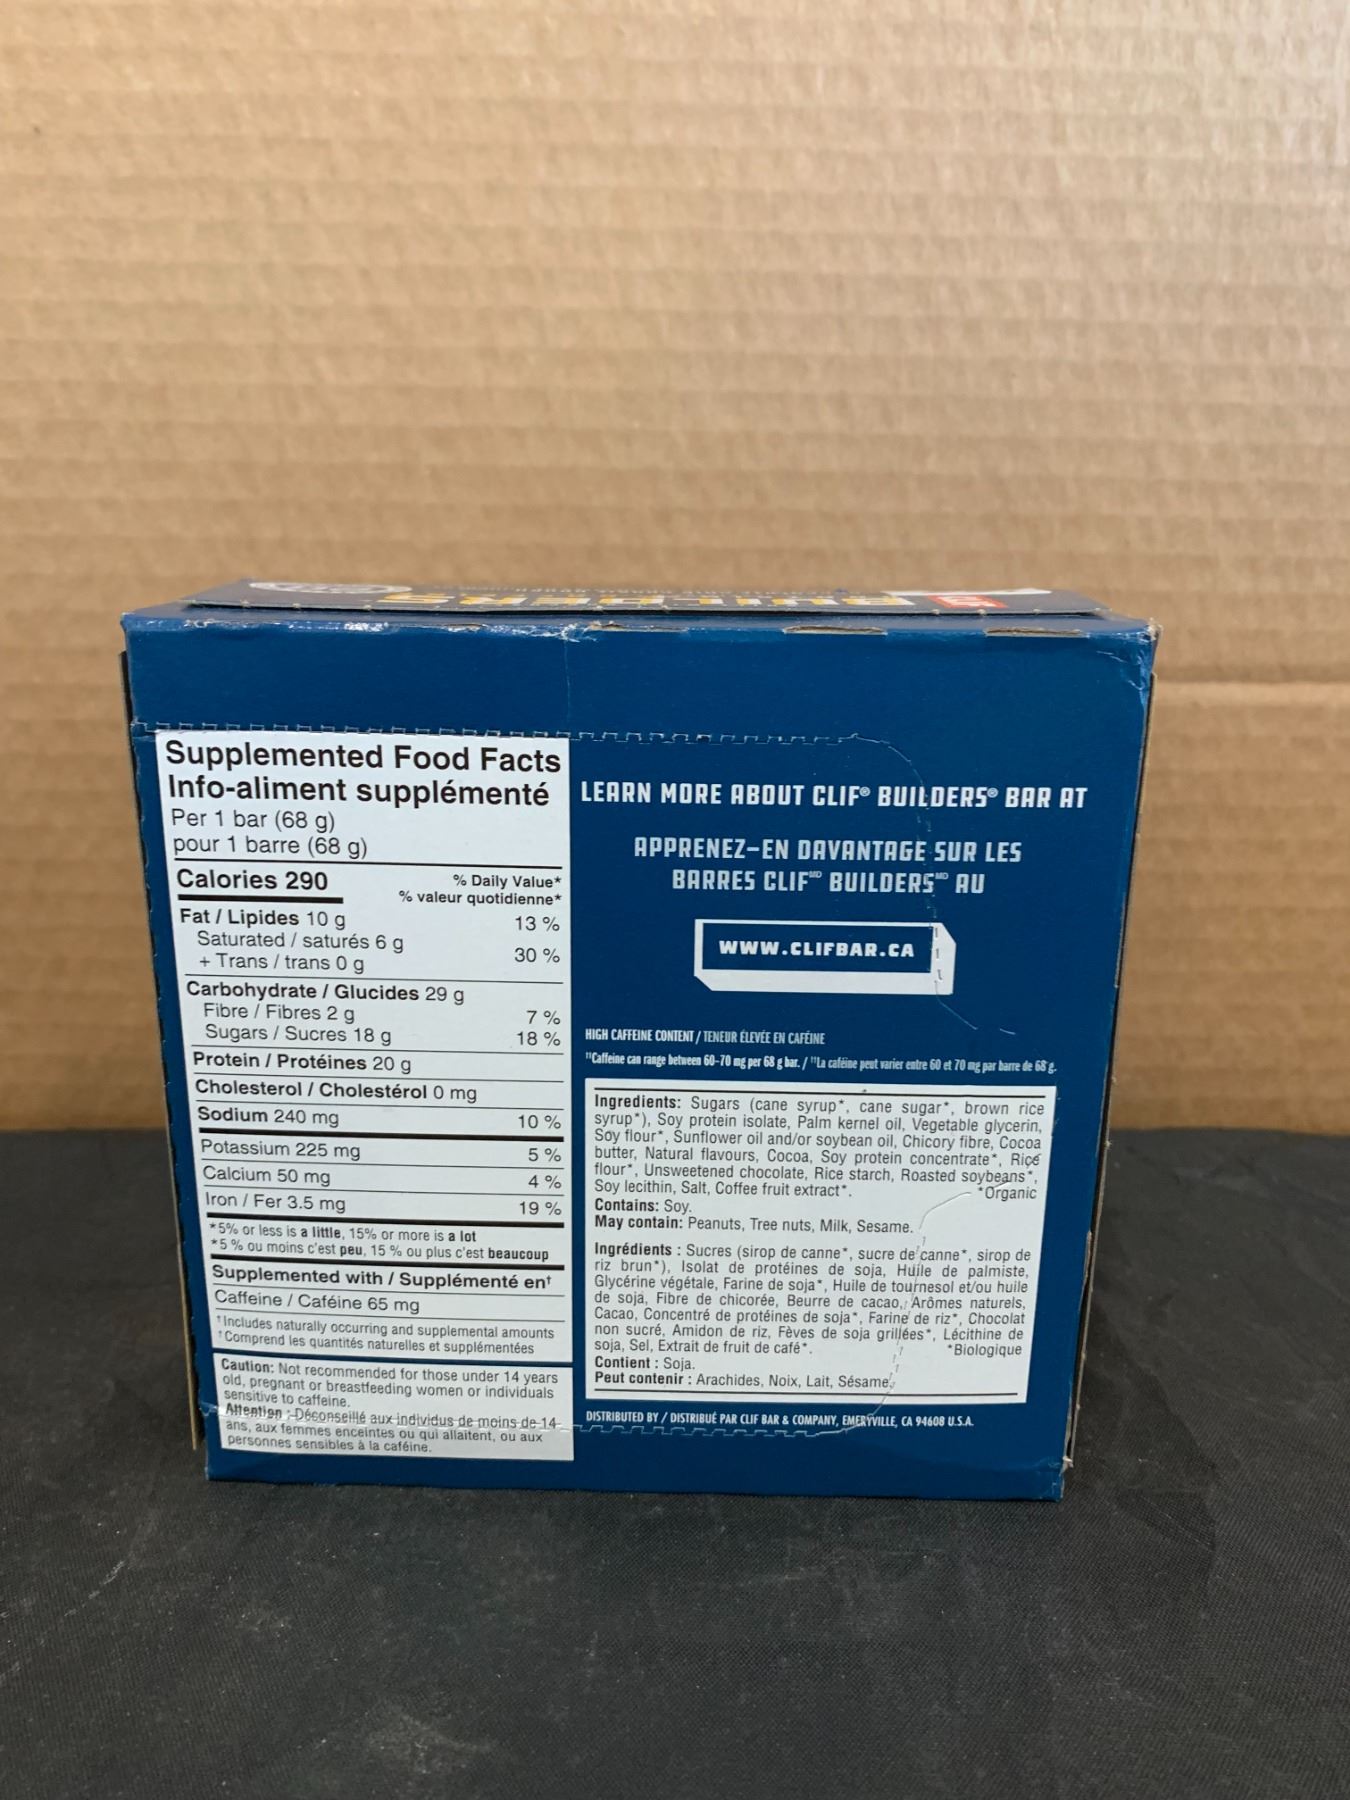 CLIF
BUILDERS
Supplemented Food Facts
Info-aliment supplémenté
Per 1 bar (68 g)
pour 1 barre (68 g)
Calories 290
% Daily Value*
% valeur quotidienne*
Fat / Lipides 10 g 13 %
Saturated / saturés 6 g
+ Trans / trans 0 g 30 %
Carbohydrate / Glucides 29 g
Fibre / Fibres 2 g 7 %
Sugars / Sucres 18 g 18 %
Protein / Protéines 20 g
Cholesterol / Cholestérol 0 mg
Sodium 240 mg 10 %
Potassium 225 mg 5 %
Calcium 50 mg 4 %
Iron / Fer 3.5 mg 19 %
*5% or less is a little, 15% or more is a lot
*5 % ou moins c'est peu, 15 % ou plus c'est beaucoup
Supplemented with / Supplémenté en†
Caffeine / Caféine 65 mg
†Includes naturally occurring and supplemental amounts
†Comprend les quantités naturelles et supplémentées
Caution: Not recommended for those under 14 years
old, pregnant or breastfeeding women or individuals
sensitive to caffeine.
Attention : Déconseillé aux individus de moins de 14
ans, aux femmes enceintes ou qui allaitent, ou aux
personnes sensibles à la caféine.
LEARN MORE ABOUT CLIF® BUILDERS® BAR AT
APPRENEZ-EN DAVANTAGE SUR LES
BARRES CLIFMD BUILDERSMD AU
WWW.CLIFBAR.CA
HIGH CAFFEINE CONTENT / TENEUR ÉLEVÉE EN CAFÉINE
††Caffeine can range between 60-70 mg per 68 g bar. / ††La caféine peut varier entre 60 et 70 mg par barre de 68 g.
Ingredients: Sugars (cane syrup*, cane sugar*, brown rice
syrup*), Soy protein isolate, Palm kernel oil, Vegetable glycerin,
Soy flour*, Sunflower oil and/or soybean oil, Chicory fibre, Cocoa
butter, Natural flavours, Cocoa, Soy protein concentrate*, Rice
flour*, Unsweetened chocolate, Rice starch, Roasted soybeans*,
Soy lecithin, Salt, Coffee fruit extract*. *Organic
Contains: Soy.
May contain: Peanuts, Tree nuts, Milk, Sesame.
Ingrédients : Sucres (sirop de canne*, sucre de canne*, sirop de
riz brun*), Isolat de protéines de soja, Huile de palmiste,
Glycérine végétale, Farine de soja*, Huile de tournesol et/ou huile
de soja, Fibre de chicorée, Beurre de cacao, Arômes naturels,
Cacao, Concentré de protéines de soja*, Farine de riz*, Chocolat
non sucré, Amidon de riz, Fèves de soja grillées*, Lécithine de
soja, Sel, Extrait de fruit de café*. *Biologique
Contient : Soja.
Peut contenir : Arachides, Noix, Lait, Sésame.
DISTRIBUTED BY / DISTRIBUÉ PAR CLIF BAR & COMPANY, EMERYVILLE, CA 94608 U.S.A.